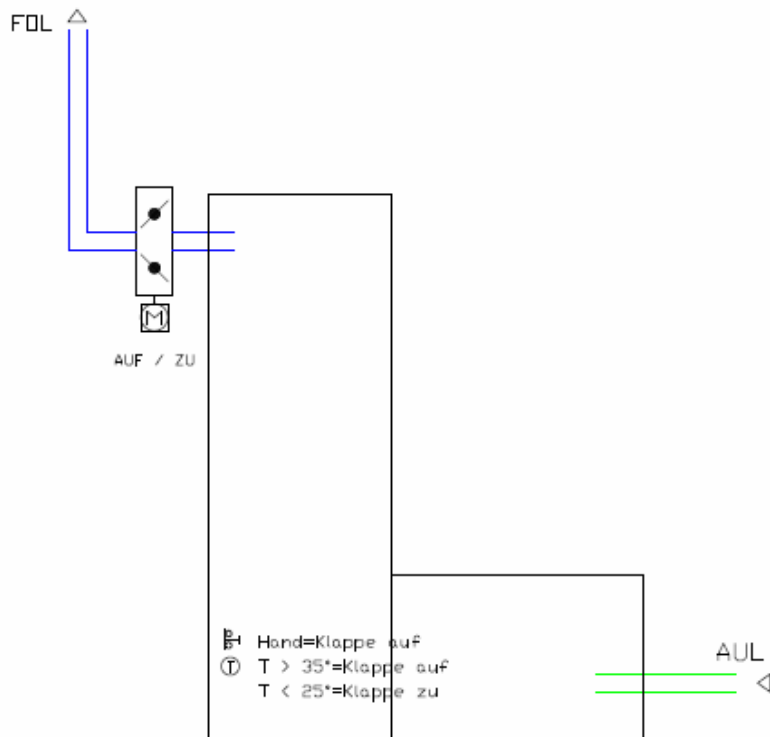 FOL
M
AUF / ZU
Hand=Klappe auf
T T > 35°=Klappe auf
T < 25°=Klappe zu
AUL